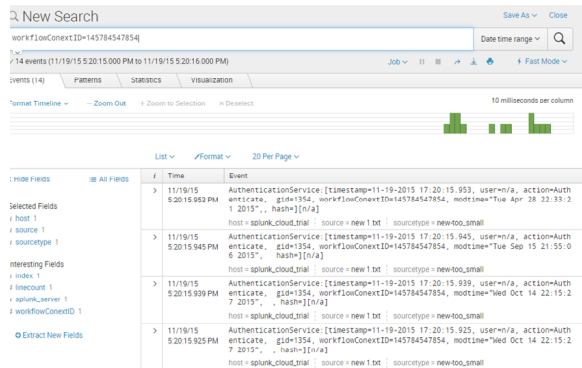 New Search
Save As Close
workflowConextID=145784547854
Date time range
14 events (11/19/15 5:20:15.000 PM to 11/19/15 5:20:16.000 PM)
Job
Fast Mode
Events (14) Patterns Statistics Visualization
Format Timeline – Zoom Out + Zoom to Selection × Deselect
10 milliseconds per column
List Format 20 Per Page
Hide Fields All Fields
i Time Event
Selected Fields
host 1
source 1
sourcetype 1
Interesting Fields
index 1
# linecount 1
splunk_server 1
# workflowConextID 1
Extract New Fields
> 11/19/15
5:20:15.953 PM
AuthenticationService:[timestamp=11-19-2015 17:20:15.953, user=n/a, action=Auth
enticate, gid=1354, workflowConextID=145784547854, modtime="Tue Apr 28 22:33:2
1 2015",, hash=][n/a]
host = splunk_cloud_trial source = new 1.txt sourcetype = new-too_small
> 11/19/15
5:20:15.945 PM
AuthenticationService:[timestamp=11-19-2015 17:20:15.945, user=n/a, action=Auth
enticate, gid=1354, workflowConextID=145784547854, modtime="Tue Sep 15 21:55:0
6 2015", hash=][n/a]
host = splunk_cloud_trial source = new 1.txt sourcetype = new-too_small
> 11/19/15
5:20:15.939 PM
AuthenticationService:[timestamp=11-19-2015 17:20:15.939, user=n/a, action=Auth
enticate, gid=1354, workflowConextID=145784547854, modtime="Wed Oct 14 22:15:2
7 2015", , hash=][n/a]
host = splunk_cloud_trial source = new 1.txt sourcetype = new-too_small
> 11/19/15
5:20:15.925 PM
AuthenticationService:[timestamp=11-19-2015 17:20:15.925, user=n/a, action=Auth
enticate, gid=1354, workflowConextID=145784547854, modtime="Wed Oct 14 22:15:2
7 2015", , hash=][n/a]
host = splunk_cloud_trial source = new 1.txt sourcetype = new-too_small